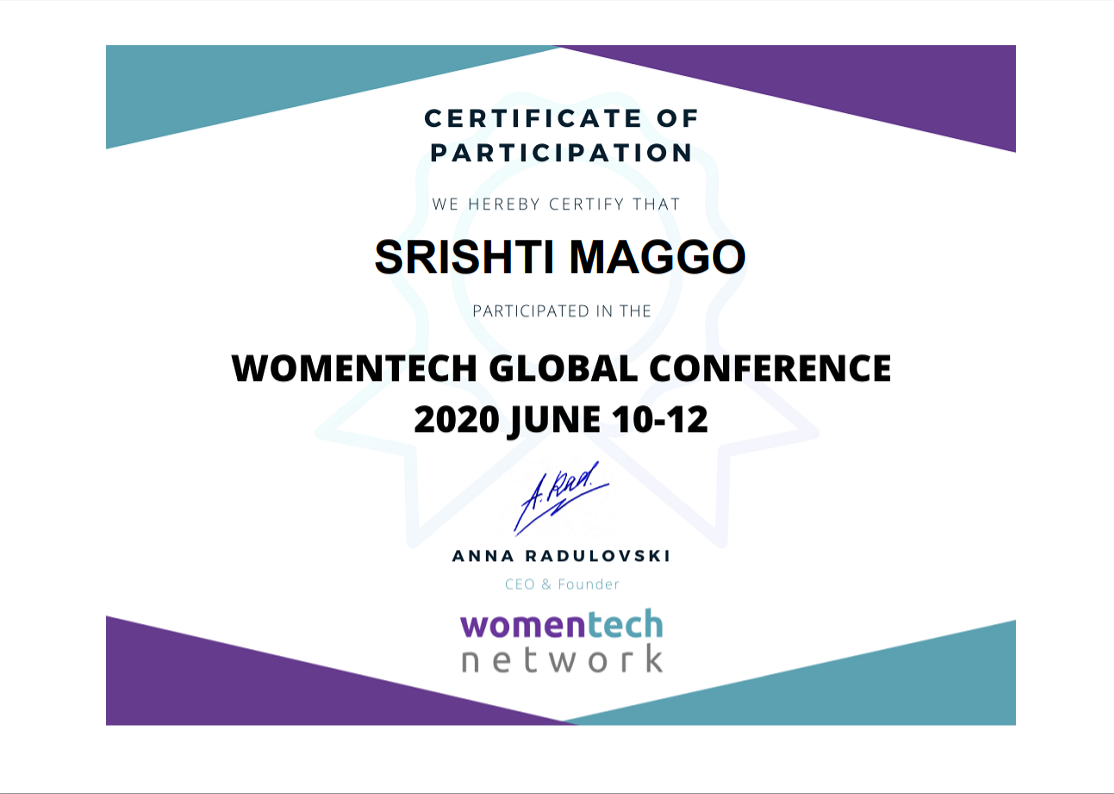 CERTIFICATE OF
PARTICIPATION
WE HEREBY CERTIFY THAT
SRISHTI MAGGO
PARTICIPATED IN THE
WOMENTECH GLOBAL CONFERENCE
2020 JUNE 10-12
A. Rad.
ANNA RADULOVSKI
CEO & Founder
womentech
network